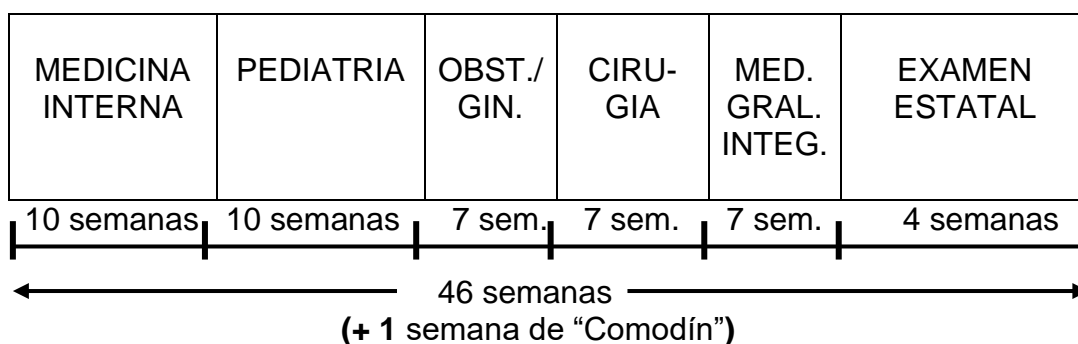 MEDICINA
INTERNA
PEDIATRIA
OBST./
GIN.
CIRU-
GIA
MED.
GRAL.
INTEG.
EXAMEN
ESTATAL
10 semanas
10 semanas
7 sem.
7 sem.
7 sem.
4 semanas
46 semanas
(+ 1 semana de “Comodín”)